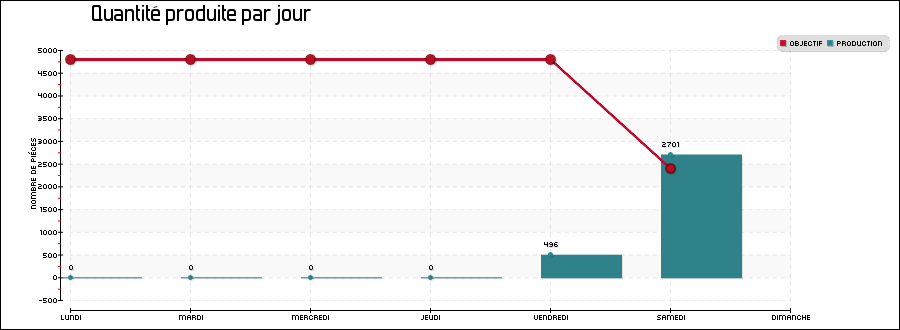 Quantité produite par jour
OBJECTIF PRODUCTION
NOMBRE DE PIÈCES
5000
4500
4000
3500
3000
2500
2000
1500
1000
500
0
-500
0 0 0 0 496 2701
LUNDI MARDI MERCREDI JEUDI VENDREDI SAMEDI DIMANCHE